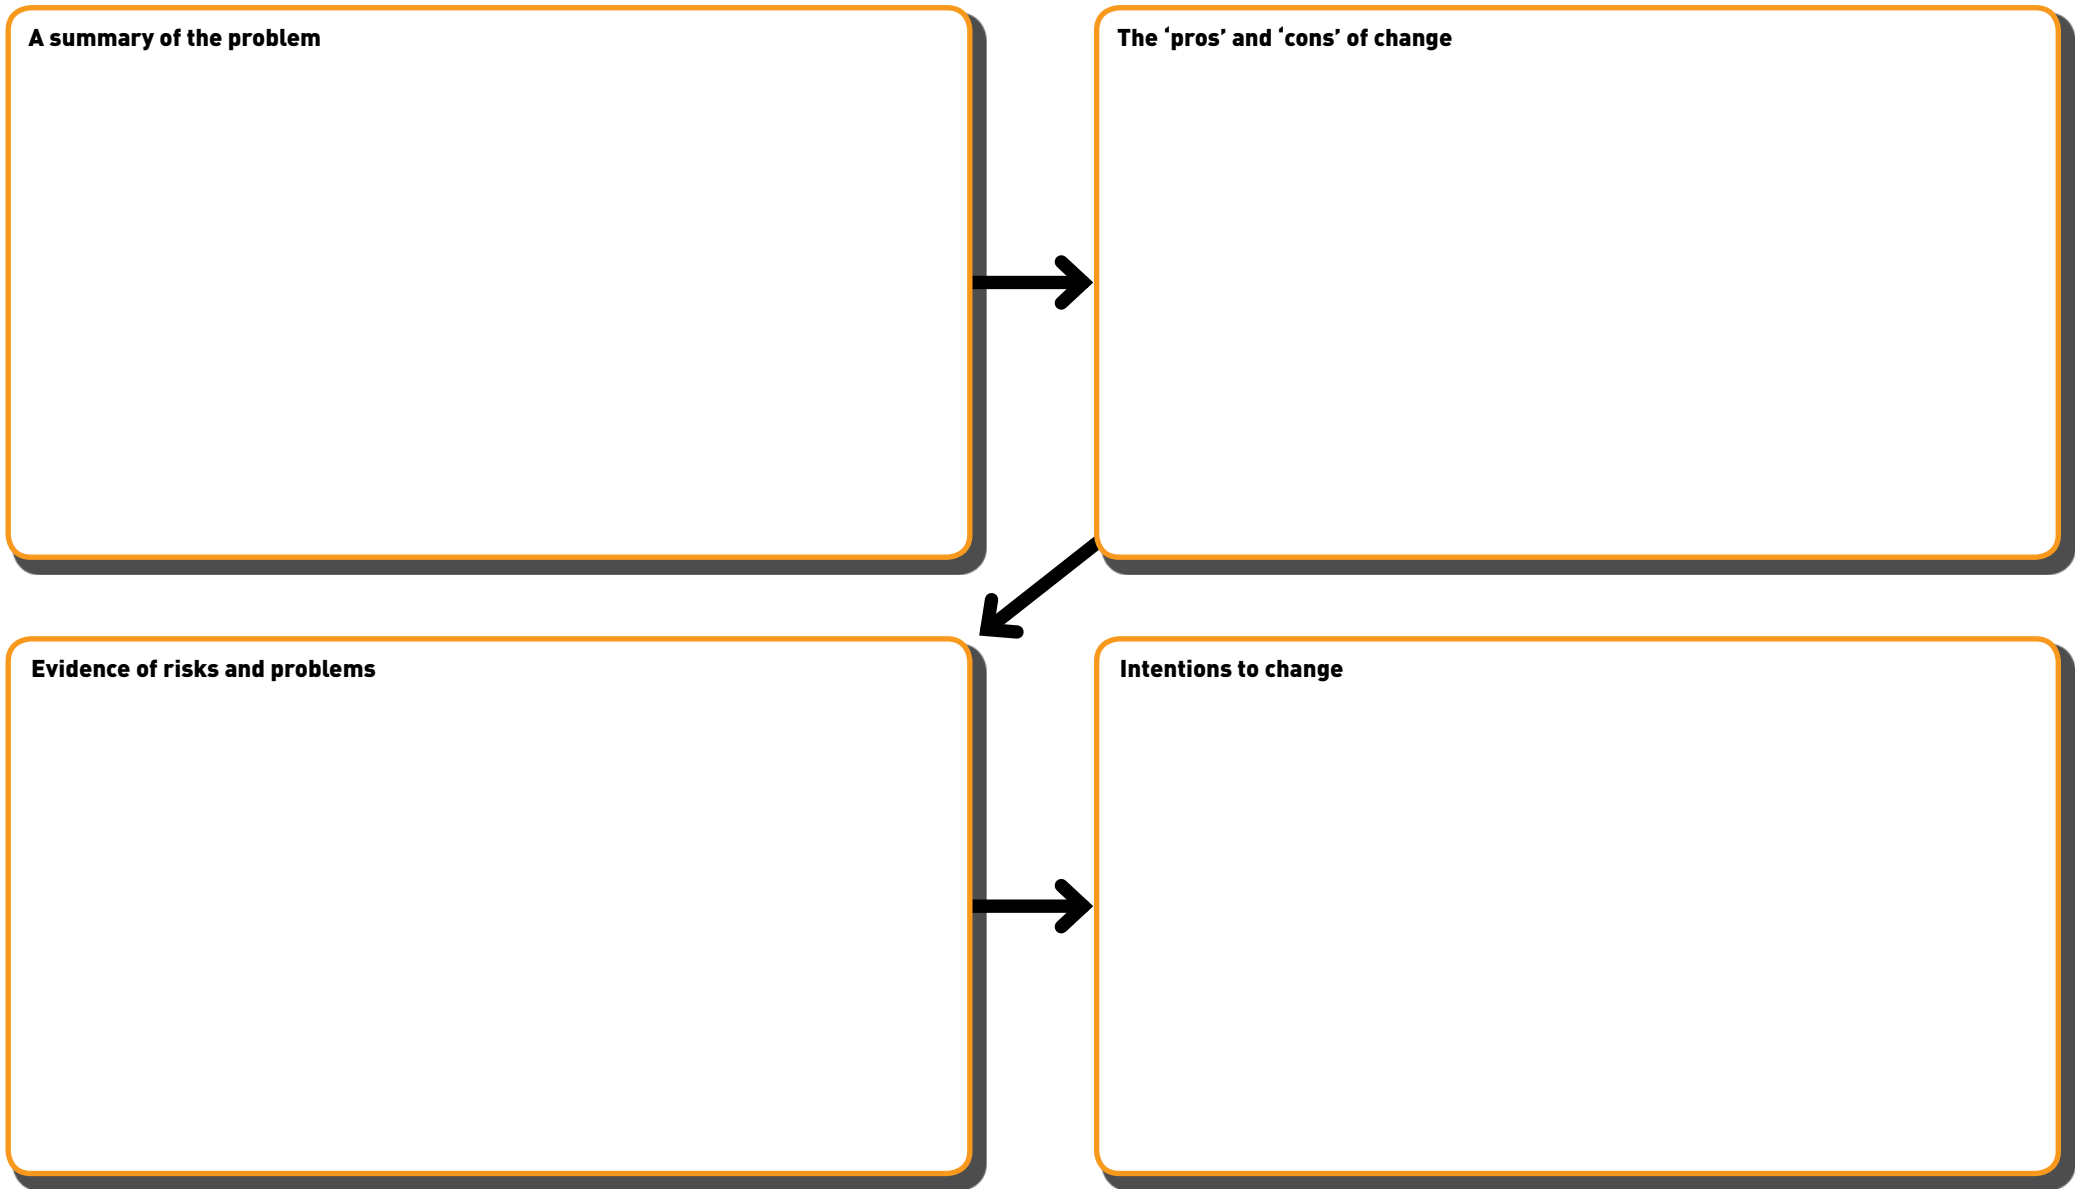 A summary of the problem
The ‘pros’ and ‘cons’ of change
Evidence of risks and problems
Intentions to change